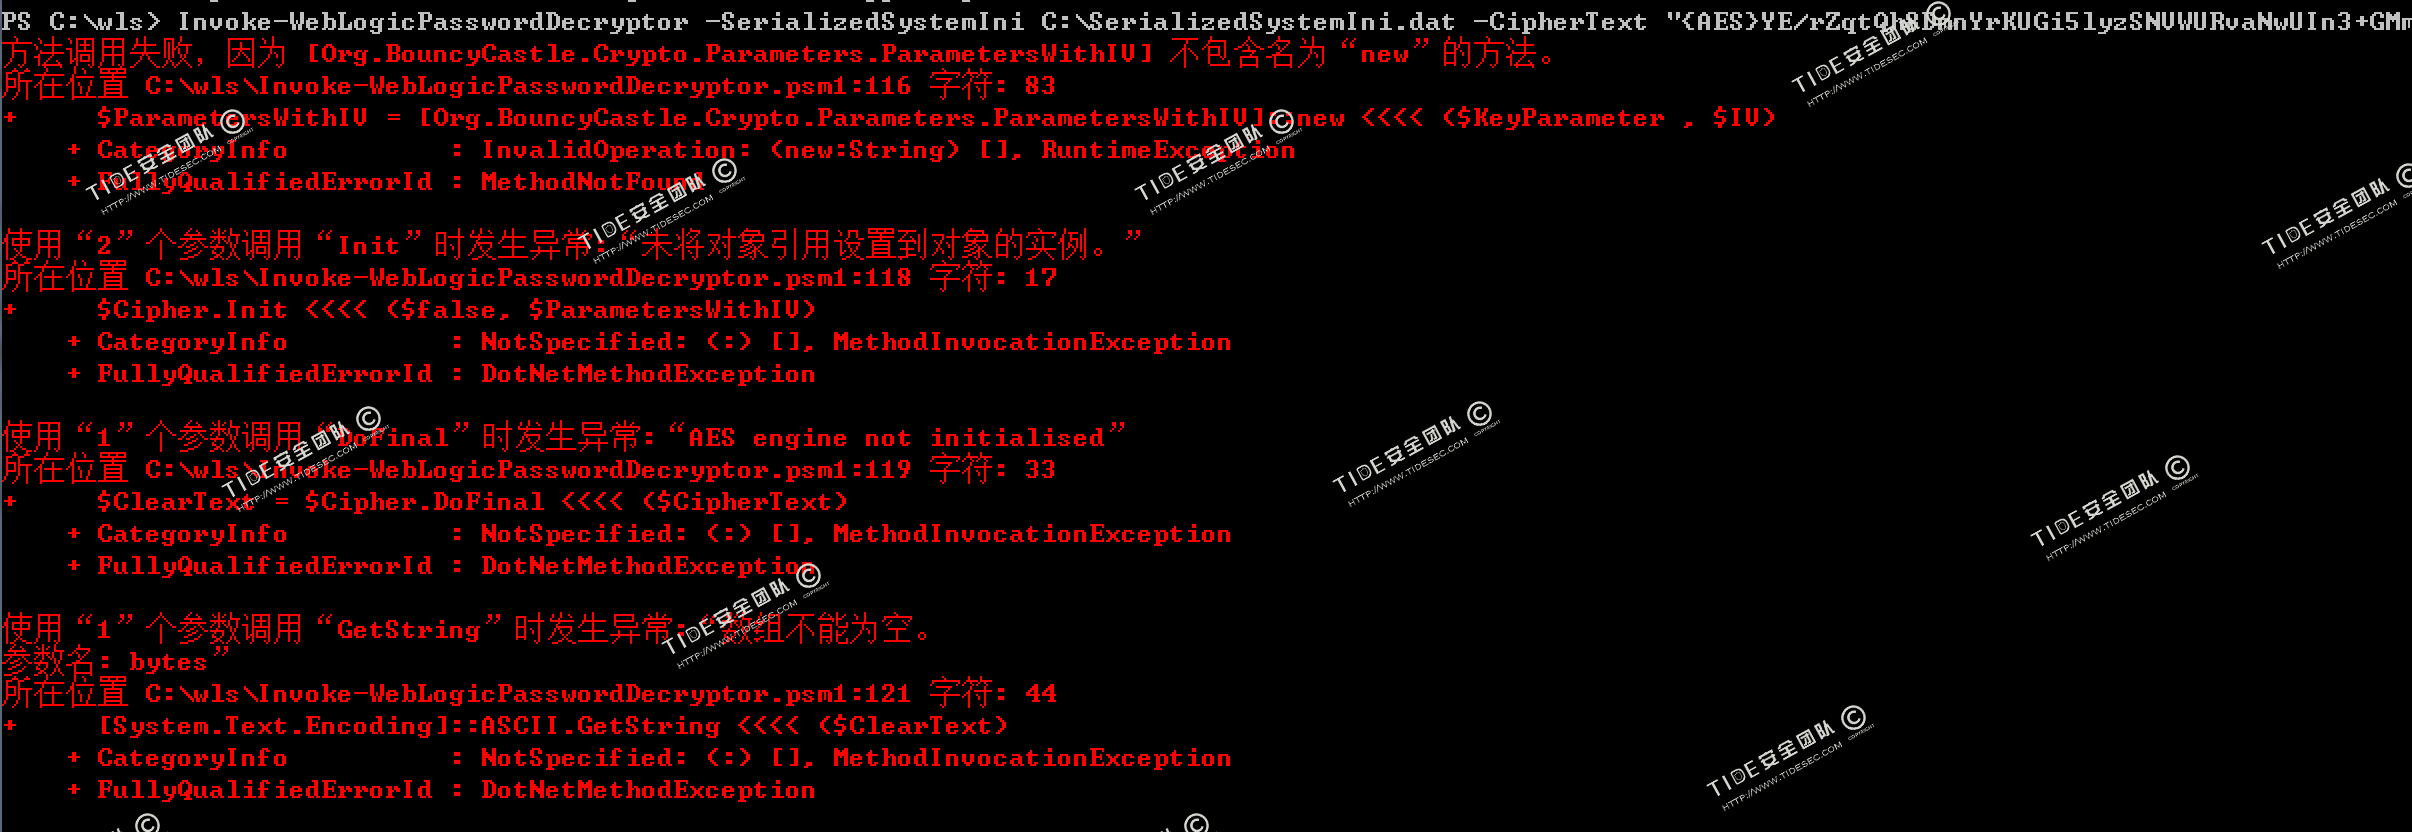 PS C:\wls> Invoke-WebLogicPasswordDecryptor -SerializedSystemIni C:\SerializedSystemIni.dat -CipherText "{AES}YE/rZqtOh8DmnYrKUGi5lyzSNVWURvaNwUIn3+GMm
方法调用失败，因为 [Org.BouncyCastle.Crypto.Parameters.ParametersWithIV] 不包含名为“new”的方法。
所在位置 C:\wls\Invoke-WebLogicPasswordDecryptor.psm1:116 字符: 83
+     $ParametersWithIV = [Org.BouncyCastle.Crypto.Parameters.ParametersWithIV]::new <<<< ($KeyParameter , $IV)
    + CategoryInfo          : InvalidOperation: (new:String) [], RuntimeException
    + FullyQualifiedErrorId : MethodNotFound
使用“2”个参数调用“Init”时发生异常:“未将对象引用设置到对象的实例。”
所在位置 C:\wls\Invoke-WebLogicPasswordDecryptor.psm1:118 字符: 17
+     $Cipher.Init <<<< ($false, $ParametersWithIV)
    + CategoryInfo          : NotSpecified: (:) [], MethodInvocationException
    + FullyQualifiedErrorId : DotNetMethodException
使用“1”个参数调用“DoFinal”时发生异常:“AES engine not initialised”
所在位置 C:\wls\Invoke-WebLogicPasswordDecryptor.psm1:119 字符: 33
+     $ClearText = $Cipher.DoFinal <<<< ($CipherText)
    + CategoryInfo          : NotSpecified: (:) [], MethodInvocationException
    + FullyQualifiedErrorId : DotNetMethodException
使用“1”个参数调用“GetString”时发生异常:“数组不能为空。
参数名: bytes”
所在位置 C:\wls\Invoke-WebLogicPasswordDecryptor.psm1:121 字符: 44
+     [System.Text.Encoding]::ASCII.GetString <<<< ($ClearText)
    + CategoryInfo          : NotSpecified: (:) [], MethodInvocationException
    + FullyQualifiedErrorId : DotNetMethodException
TIDE安全团队 ©
HTTP://WWW.TIDESEC.COM COPYRIGHT